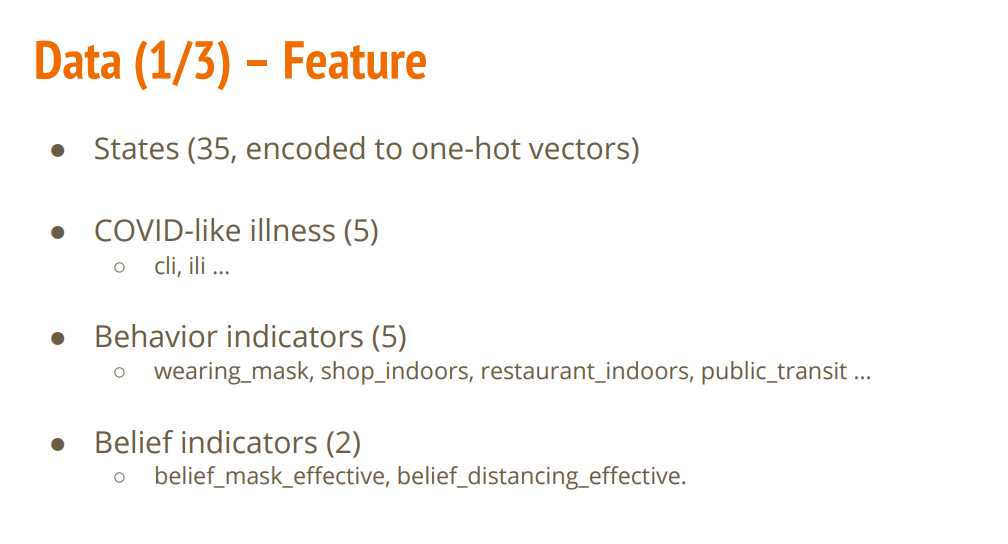 Data (1/3) – Feature
● States (35, encoded to one-hot vectors)
● COVID-like illness (5)
○ cli, ili ...
● Behavior indicators (5)
○ wearing_mask, shop_indoors, restaurant_indoors, public_transit ...
● Belief indicators (2)
○ belief_mask_effective, belief_distancing_effective.